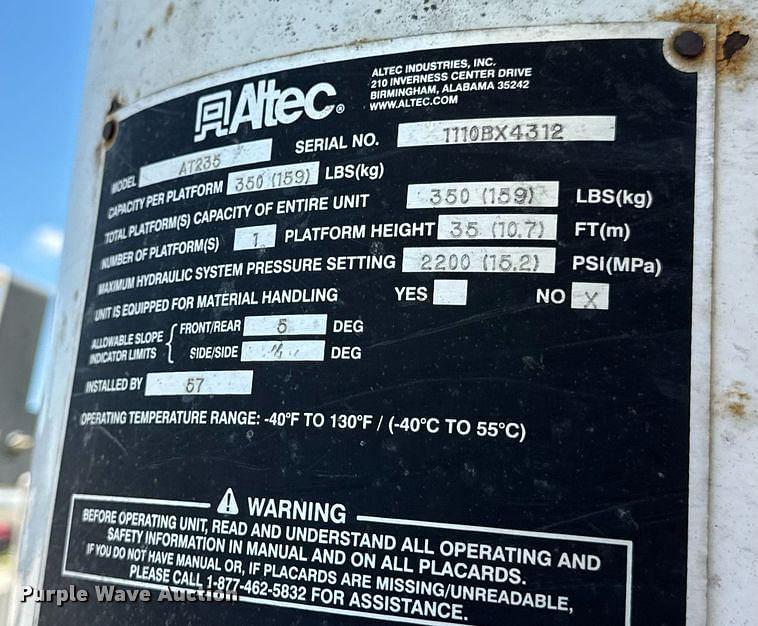 Altec®
ALTEC INDUSTRIES, INC.
210 INVERNESS CENTER DRIVE
BIRMINGHAM, ALABAMA 35242
WWW.ALTEC.COM
MODEL AT235 SERIAL NO. 1110BX4312
CAPACITY PER PLATFORM 350 (159) LBS(kg)
TOTAL PLATFORM(S) CAPACITY OF ENTIRE UNIT 350 (159) LBS(kg)
NUMBER OF PLATFORM(S) 1 PLATFORM HEIGHT 35 (10.7) FT(m)
MAXIMUM HYDRAULIC SYSTEM PRESSURE SETTING 2200 (15.2) PSI(MPa)
UNIT IS EQUIPPED FOR MATERIAL HANDLING YES NO X
ALLOWABLE SLOPE INDICATOR LIMITS
FRONT/REAR 5 DEG
SIDE/SIDE DEG
INSTALLED BY 57
OPERATING TEMPERATURE RANGE: -40°F TO 130°F / (-40°C TO 55°C)
WARNING
BEFORE OPERATING UNIT, READ AND UNDERSTAND ALL OPERATING AND
SAFETY INFORMATION IN MANUAL AND ON ALL PLACARDS.
IF YOU DO NOT HAVE MANUAL OR, IF PLACARDS ARE MISSING/UNREADABLE,
PLEASE CALL 1-877-462-5832 FOR ASSISTANCE.
Purple Wave Auction